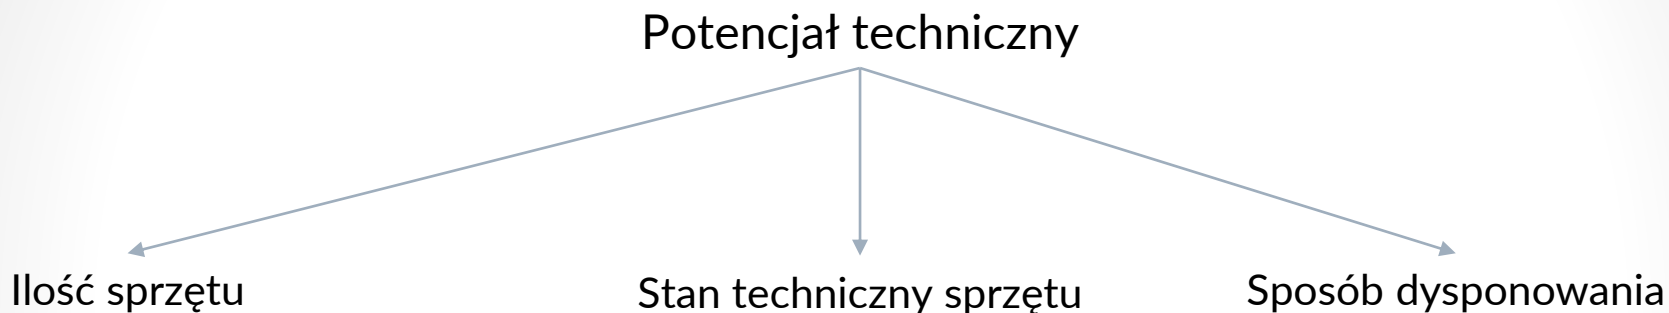 Potencjał techniczny
Ilość sprzętu
Stan techniczny sprzętu
Sposób dysponowania